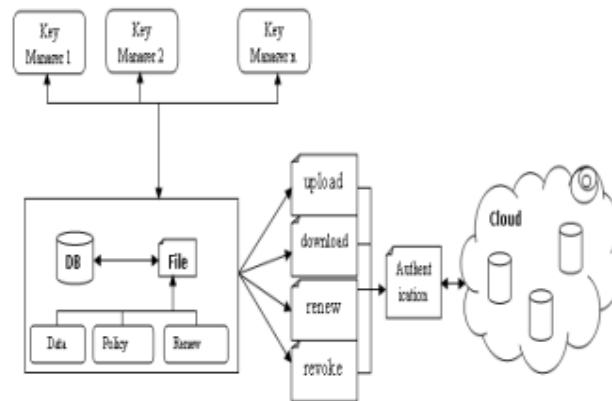 Key
Manager 1
Key
Manager 2
Key
Manager n
upload
download
renew
revoke
DB
File
Data
Policy
Renew
Authent
ication
Cloud